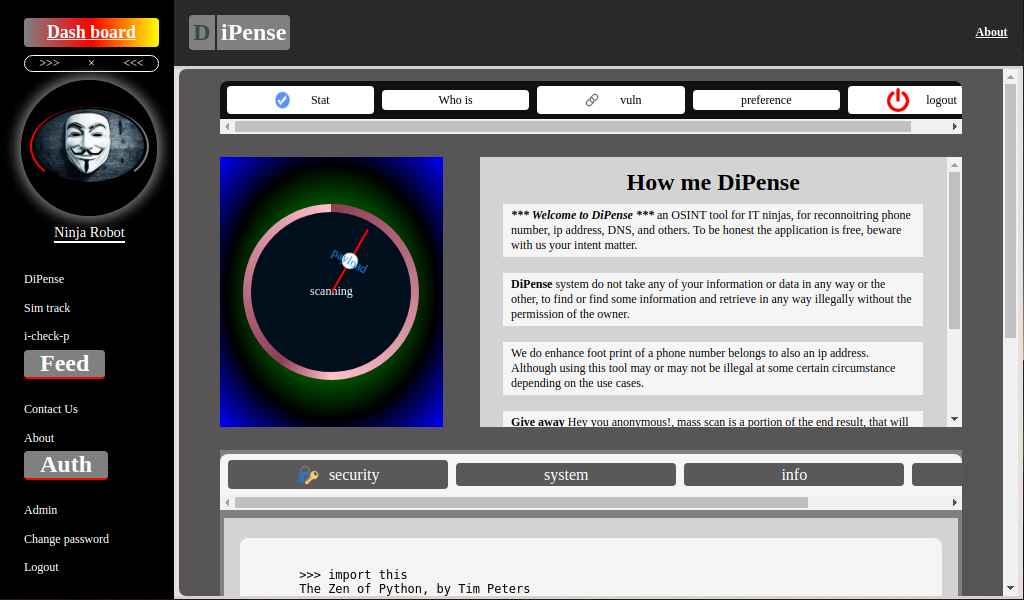 Dash board
>>> × <<<
Ninja Robot
DiPense
Sim track
i-check-p
Feed
Contact Us
About
Auth
Admin
Change password
Logout
D iPense
About
Stat
Who is
vuln
preference
logout
payload
scanning
How me DiPense
*** Welcome to DiPense *** an OSINT tool for IT ninjas, for reconnoitring phone
number, ip address, DNS, and others. To be honest the application is free, beware
with us your intent matter.
DiPense system do not take any of your information or data in any way or the
other, to find or find some information and retrieve in any way illegally without the
permission of the owner.
We do enhance foot print of a phone number belongs to also an ip address.
Although using this tool may or may not be illegal at some certain circumstance
depending on the use cases.
Give away Hey you anonymous!, mass scan is a portion of the end result, that will
security
system
info
>>> import this
The Zen of Python, by Tim Peters